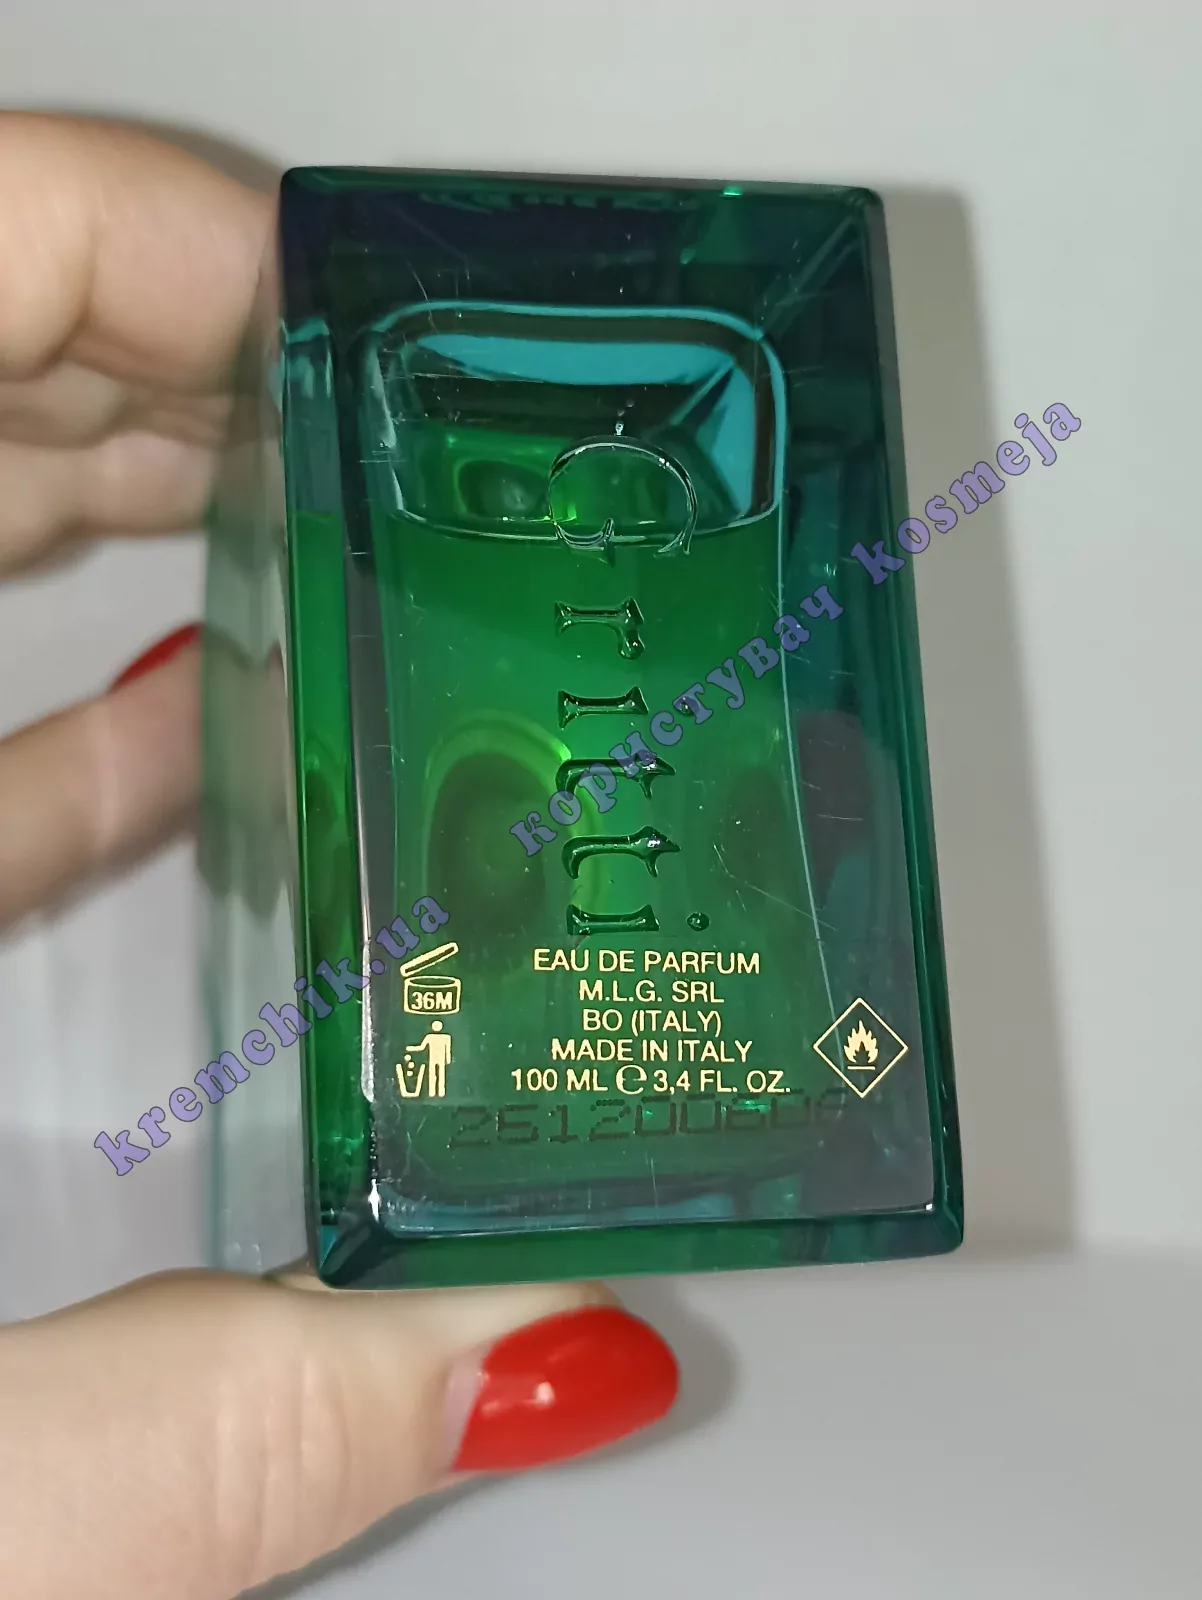 Critti.
36M
EAU DE PARFUM
M.L.G. SRL
BO (ITALY)
MADE IN ITALY
100 ML ℮ 3,4 FL. OZ.
kremchik.ua користувач kosmeja